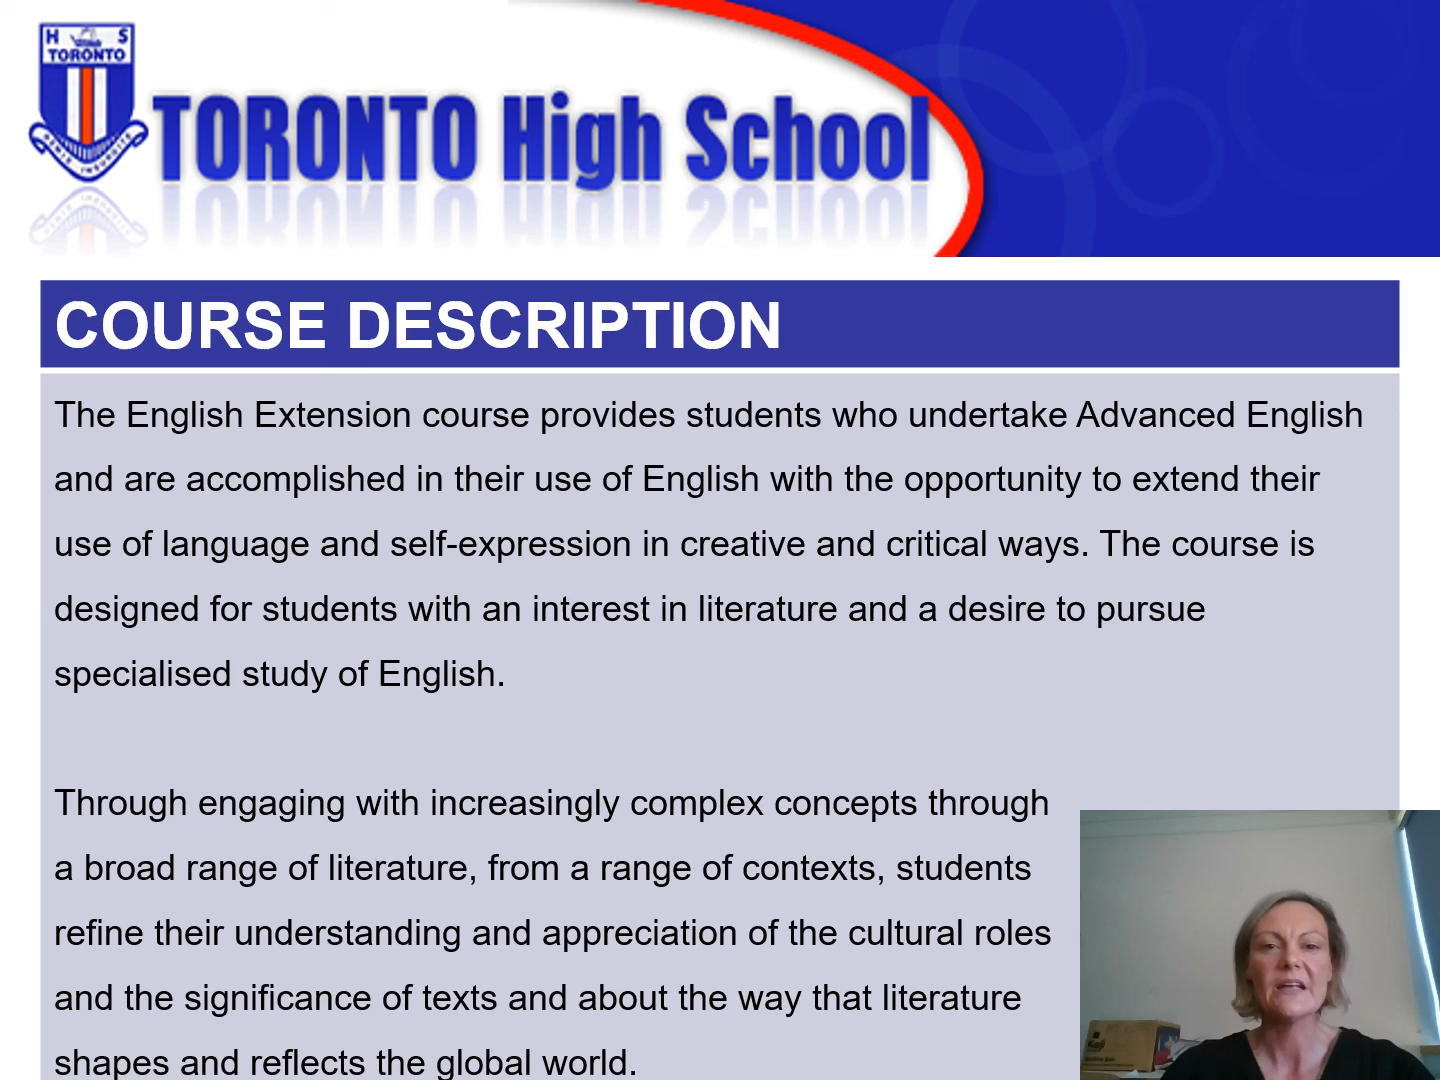 H S
TORONTO
TORONTO High School
COURSE DESCRIPTION
The English Extension course provides students who undertake Advanced English
and are accomplished in their use of English with the opportunity to extend their
use of language and self-expression in creative and critical ways. The course is
designed for students with an interest in literature and a desire to pursue
specialised study of English.
Through engaging with increasingly complex concepts through
a broad range of literature, from a range of contexts, students
refine their understanding and appreciation of the cultural roles
and the significance of texts and about the way that literature
shapes and reflects the global world.